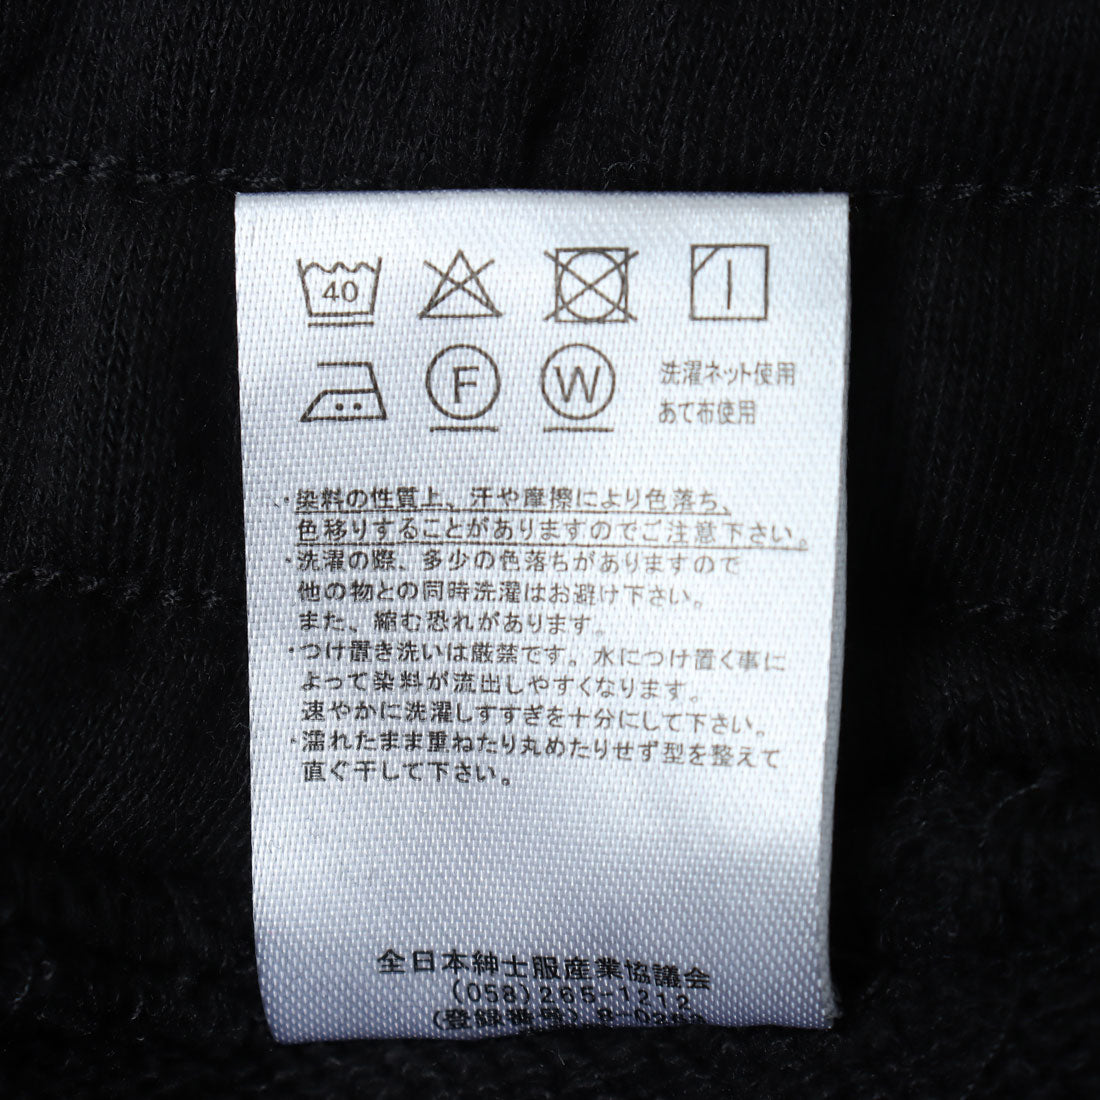 40
F W 洗濯ネット使用
あて布使用
・染料の性質上、汗や摩擦により色落ち、
色移りすることがありますのでご注意下さい。
・洗濯の際、多少の色落ちがありますので
他の物との同時洗濯はお避け下さい。
また、縮む恐れがあります。
・つけ置き洗いは厳禁です。水につけ置く事に
よって染料が流出しやすくなります。
速やかに洗濯しすすぎを十分にして下さい。
・濡れたまま重ねたり丸めたりせず型を整えて
直ぐ干して下さい。
全日本紳士服産業協議会
(058)265-1212
(登録番号)